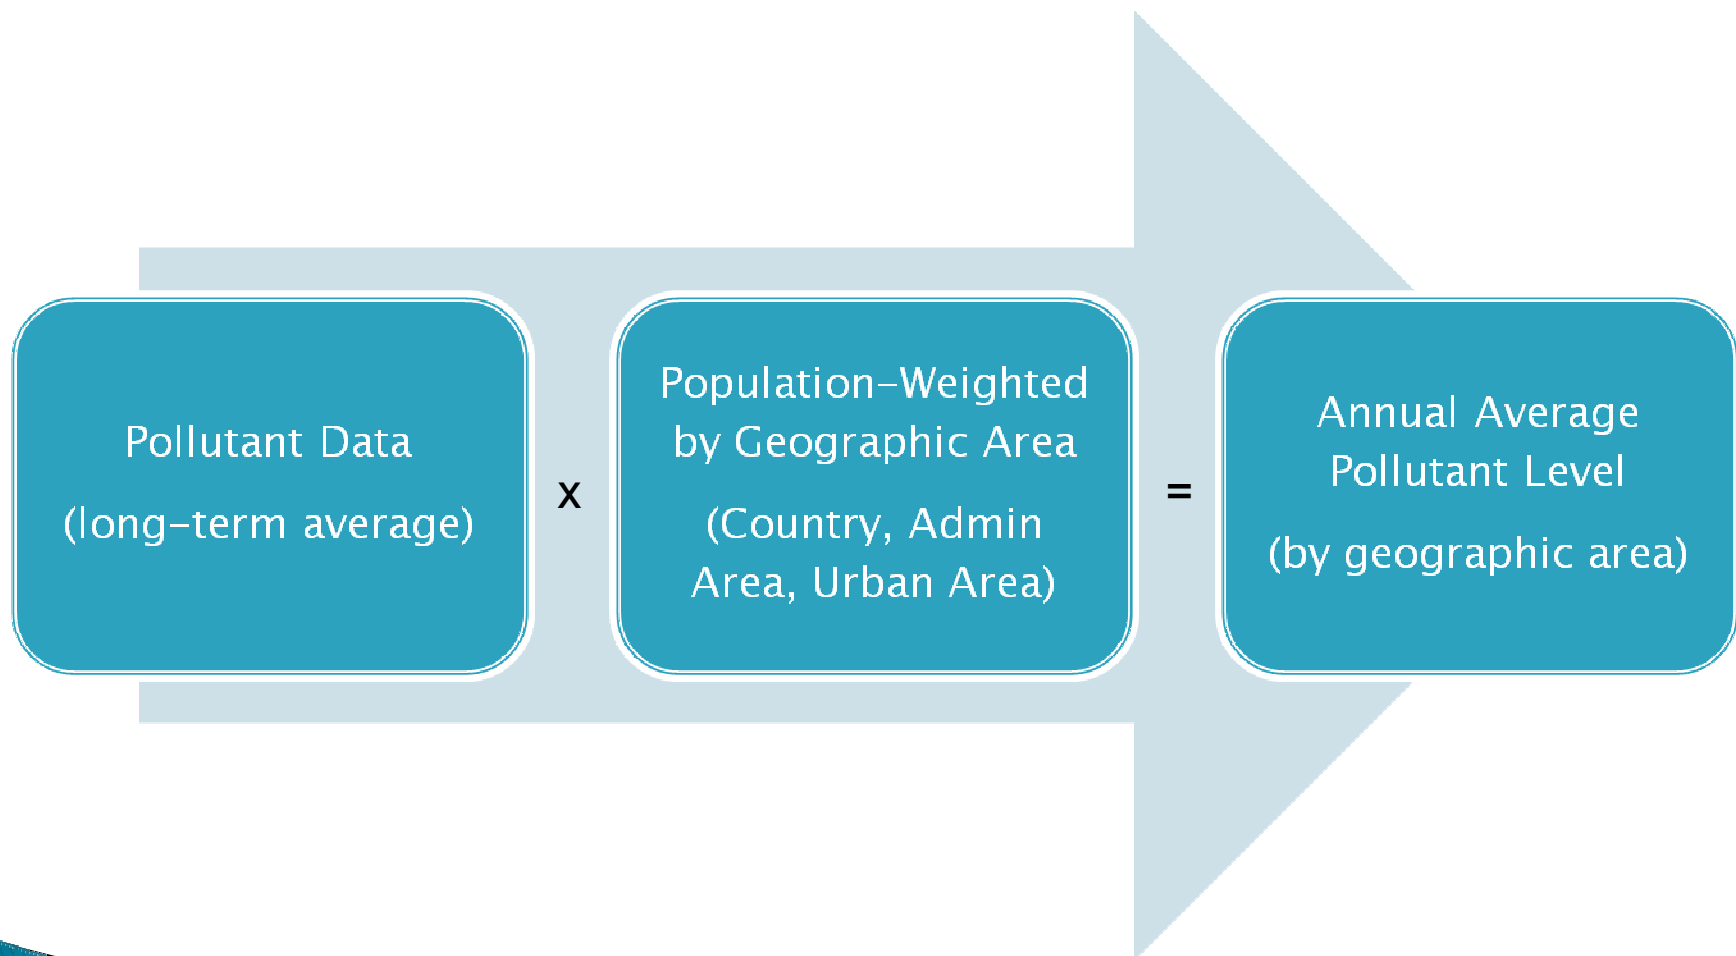 Pollutant Data
(long-term average)
x
Population-Weighted
by Geographic Area
(Country, Admin
Area, Urban Area)
=
Annual Average
Pollutant Level
(by geographic area)